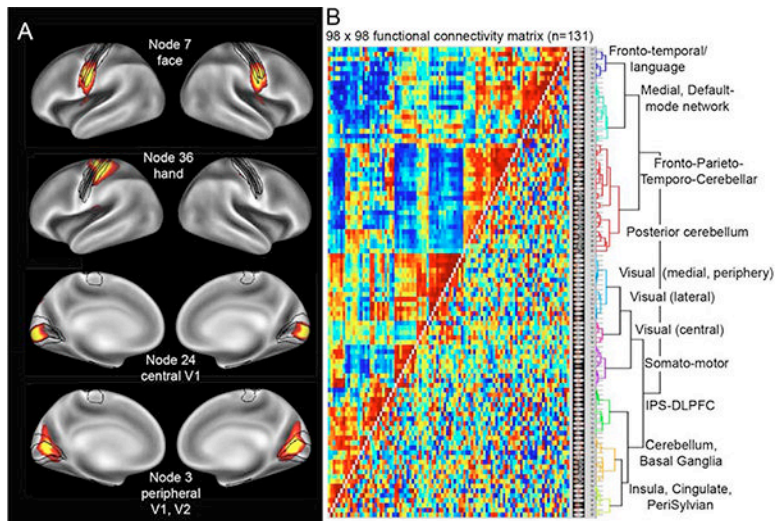 A
Node 7
face
Node 36
hand
Node 24
central V1
Node 3
peripheral
V1, V2
B
98 x 98 functional connectivity matrix (n=131)
Fronto-temporal/
language
Medial, Default-
mode network
Fronto-Parieto-
Temporo-Cerebellar
Posterior cerebellum
Visual (medial, periphery)
Visual (lateral)
Visual (central)
Somato-motor
IPS-DLPFC
Cerebellum,
Basal Ganglia
Insula, Cingulate,
PeriSylvian